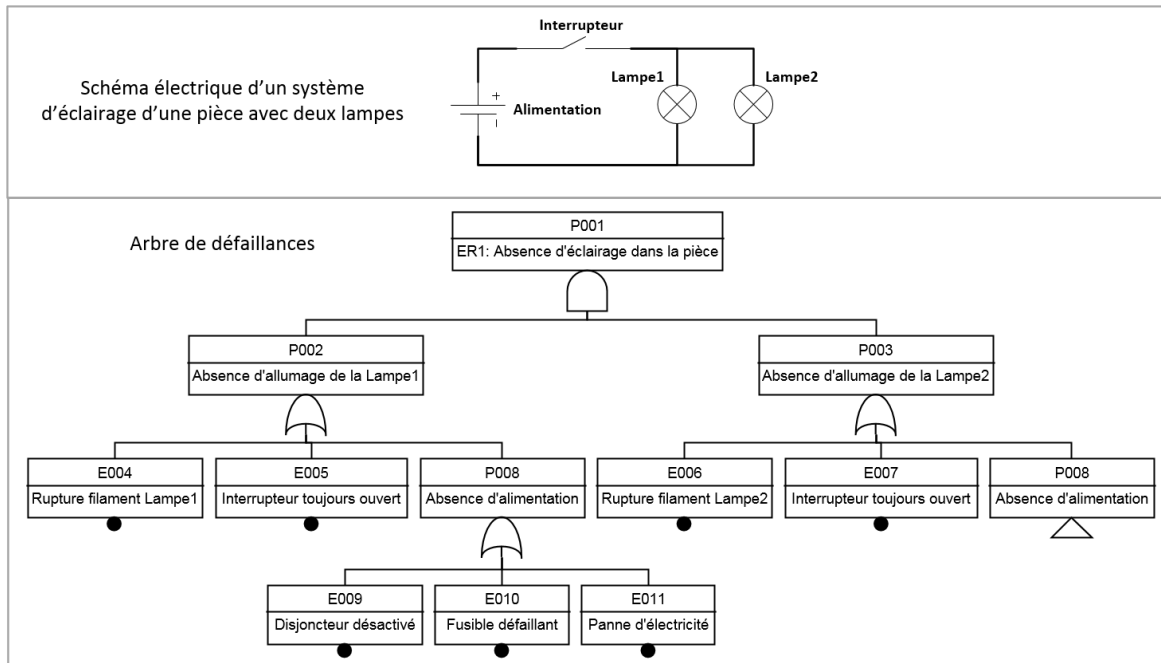 Schéma électrique d'un système
d'éclairage d'une pièce avec deux lampes
Interrupteur
Lampe1
Lampe2
+
Alimentation
Arbre de défaillances
P001
ER1: Absence d'éclairage dans la pièce
P002
Absence d'allumage de la Lampe1
P003
Absence d'allumage de la Lampe2
E004
Rupture filament Lampe1
E005
Interrupteur toujours ouvert
P008
Absence d'alimentation
E006
Rupture filament Lampe2
E007
Interrupteur toujours ouvert
P008
Absence d'alimentation
E009
Disjoncteur désactivé
E010
Fusible défaillant
E011
Panne d'électricité